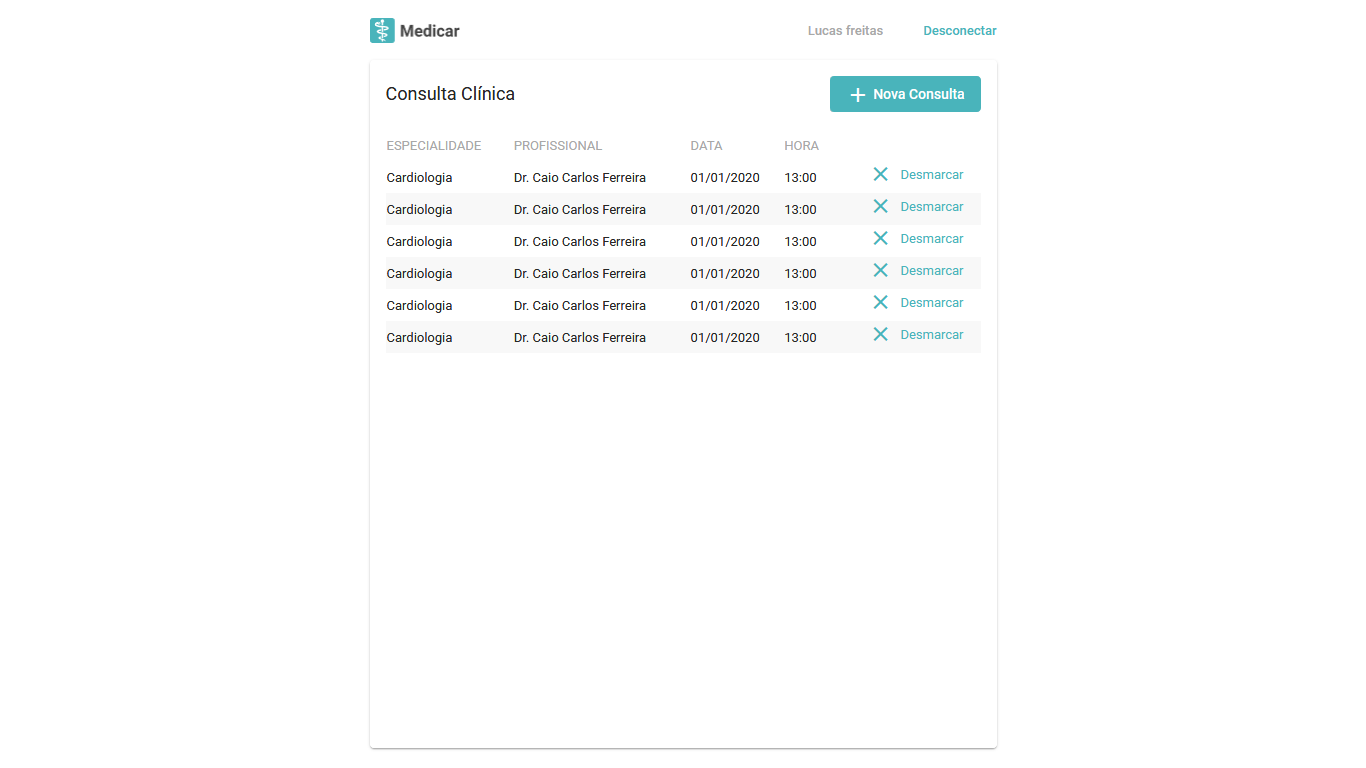 Medicar Lucas freitas Desconectar
Consulta Clínica Nova Consulta
ESPECIALIDADE PROFISSIONAL DATA HORA
Cardiologia Dr. Caio Carlos Ferreira 01/01/2020 13:00 Desmarcar
Cardiologia Dr. Caio Carlos Ferreira 01/01/2020 13:00 Desmarcar
Cardiologia Dr. Caio Carlos Ferreira 01/01/2020 13:00 Desmarcar
Cardiologia Dr. Caio Carlos Ferreira 01/01/2020 13:00 Desmarcar
Cardiologia Dr. Caio Carlos Ferreira 01/01/2020 13:00 Desmarcar
Cardiologia Dr. Caio Carlos Ferreira 01/01/2020 13:00 Desmarcar